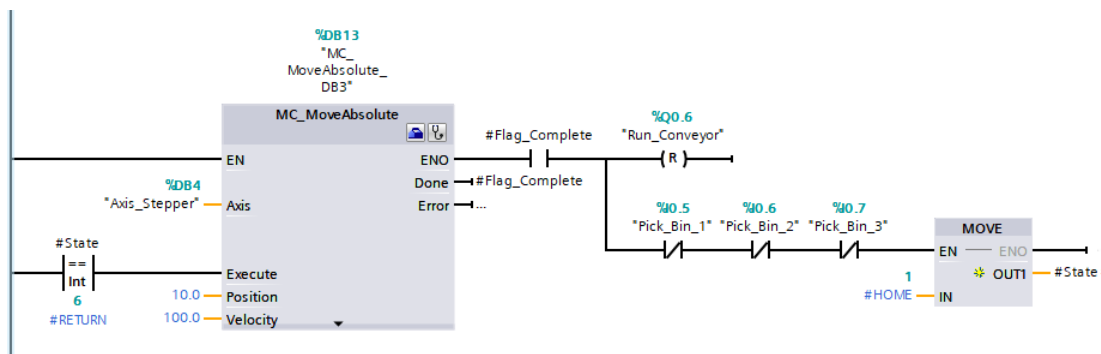 %DB13
"MC_
MoveAbsolute_
DB3"
MC_MoveAbsolute
EN
ENO
Done
#Flag_Complete
Error
...
%DB4
"Axis_Stepper"
Axis
#State
==
Int
6
#RETURN
Execute
10.0
Position
100.0
Velocity
#Flag_Complete
%Q0.6
"Run_Conveyor"
R
%I0.5
"Pick_Bin_1"
%I0.6
"Pick_Bin_2"
%I0.7
"Pick_Bin_3"
MOVE
EN
ENO
OUT1
#State
1
#HOME
IN